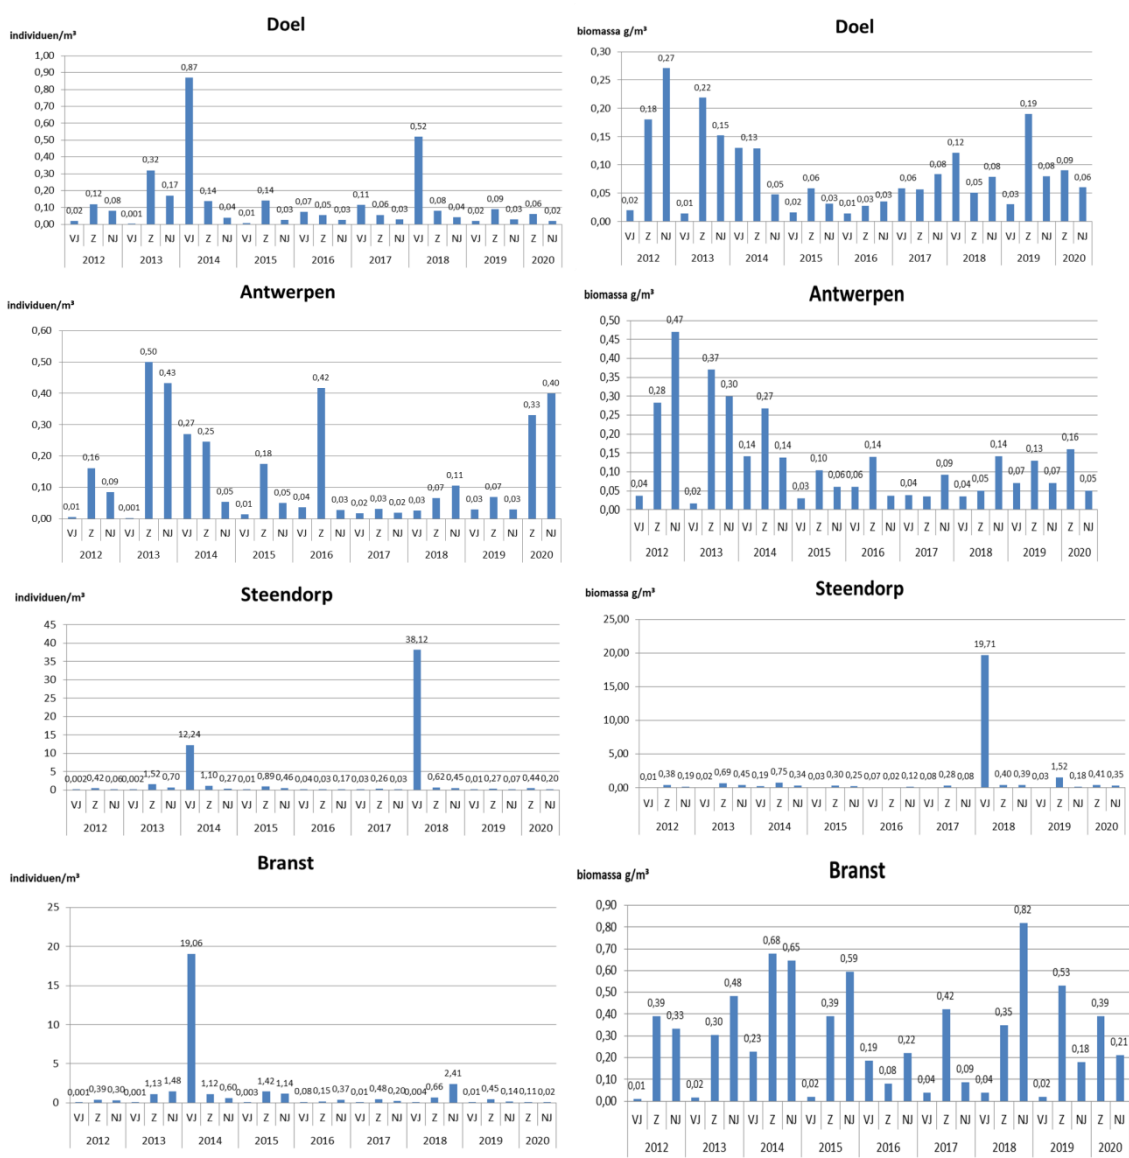 Doel
individuen/m³
1,00
0,90
0,80
0,70
0,60
0,50
0,40
0,30
0,20
0,10
0,00
0,02 0,12 0,08 0,001 0,32 0,17 0,87 0,14 0,04 0,01 0,14 0,03 0,07 0,05 0,03 0,11 0,06 0,03 0,52 0,08 0,04 0,02 0,09 0,03 0,06 0,02
VJ Z NJ VJ Z NJ VJ Z NJ VJ Z NJ VJ Z NJ VJ Z NJ VJ Z NJ VJ Z NJ Z NJ
2012 2013 2014 2015 2016 2017 2018 2019 2020
Doel
biomassa g/m³
0,30
0,25
0,20
0,15
0,10
0,05
0,00
0,02 0,18 0,27 0,01 0,22 0,15 0,13 0,13 0,05 0,02 0,06 0,03 0,01 0,03 0,03 0,06 0,06 0,08 0,12 0,05 0,08 0,03 0,19 0,08 0,09 0,06
VJ Z NJ VJ Z NJ VJ Z NJ VJ Z NJ VJ Z NJ VJ Z NJ VJ Z NJ VJ Z NJ Z NJ
2012 2013 2014 2015 2016 2017 2018 2019 2020
Antwerpen
individuen/m³
0,60
0,50
0,40
0,30
0,20
0,10
0,00
0,01 0,16 0,09 0,001 0,50 0,43 0,27 0,25 0,05 0,01 0,18 0,05 0,04 0,42 0,03 0,02 0,03 0,02 0,03 0,07 0,11 0,03 0,07 0,03 0,33 0,40
VJ Z NJ VJ Z NJ VJ Z NJ VJ Z NJ VJ Z NJ VJ Z NJ VJ Z NJ VJ Z NJ Z NJ
2012 2013 2014 2015 2016 2017 2018 2019 2020
Antwerpen
biomassa g/m³
0,50
0,45
0,40
0,35
0,30
0,25
0,20
0,15
0,10
0,05
0,00
0,04 0,28 0,47 0,02 0,37 0,30 0,14 0,27 0,14 0,03 0,10 0,06 0,06 0,14 0,04 0,09 0,04 0,05 0,14 0,07 0,13 0,07 0,16 0,05
VJ Z NJ VJ Z NJ VJ Z NJ VJ Z NJ VJ Z NJ VJ Z NJ VJ Z NJ VJ Z NJ Z NJ
2012 2013 2014 2015 2016 2017 2018 2019 2020
Steendorp
individuen/m³
45
40
35
30
25
20
15
10
5
0
0,002 0,42 0,06 0,002 1,52 0,70 12,24 1,10 0,27 0,01 0,89 0,46 0,04 0,03 0,17 0,03 0,26 0,03 38,12 0,62 0,45 0,01 0,27 0,07 0,44 0,20
VJ Z NJ VJ Z NJ VJ Z NJ VJ Z NJ VJ Z NJ VJ Z NJ VJ Z NJ VJ Z NJ Z NJ
2012 2013 2014 2015 2016 2017 2018 2019 2020
Steendorp
biomassa g/m³
25,00
20,00
15,00
10,00
5,00
0,00
0,01 0,38 0,19 0,02 0,69 0,45 0,19 0,75 0,34 0,03 0,30 0,25 0,07 0,02 0,12 0,08 0,28 0,08 19,71 0,40 0,39 0,03 1,52 0,18 0,41 0,35
VJ Z NJ VJ Z NJ VJ Z NJ VJ Z NJ VJ Z NJ VJ Z NJ VJ Z NJ VJ Z NJ Z NJ
2012 2013 2014 2015 2016 2017 2018 2019 2020
Branst
individuen/m³
25
20
15
10
5
0
0,001 0,39 0,30 0,001 1,13 1,48 19,06 1,12 0,60 0,003 1,42 1,14 0,08 0,15 0,37 0,01 0,48 0,20 0,004 0,66 2,41 0,01 0,45 0,14 0,11 0,02
VJ Z NJ VJ Z NJ VJ Z NJ VJ Z NJ VJ Z NJ VJ Z NJ VJ Z NJ VJ Z NJ Z NJ
2012 2013 2014 2015 2016 2017 2018 2019 2020
Branst
biomassa g/m³
0,90
0,80
0,70
0,60
0,50
0,40
0,30
0,20
0,10
0,00
0,01 0,39 0,33 0,02 0,30 0,48 0,23 0,68 0,65 0,02 0,39 0,59 0,19 0,08 0,22 0,04 0,42 0,09 0,04 0,35 0,82 0,02 0,53 0,18 0,39 0,21
VJ Z NJ VJ Z NJ VJ Z NJ VJ Z NJ VJ Z NJ VJ Z NJ VJ Z NJ VJ Z NJ Z NJ
2012 2013 2014 2015 2016 2017 2018 2019 2020